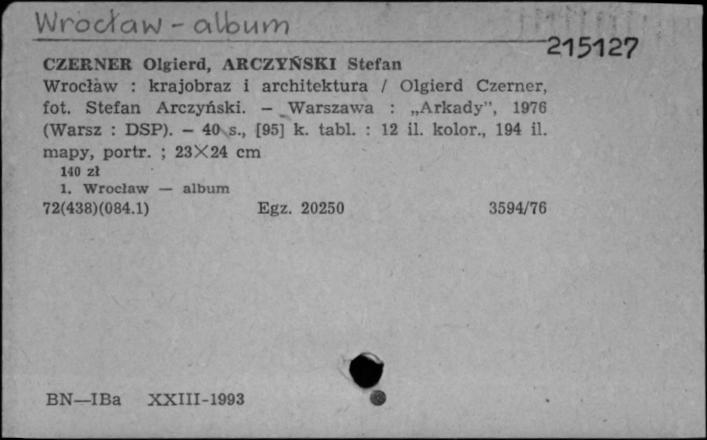 Wrocław - album
215127
CZERNER Olgierd, ARCZYŃSKI Stefan
Wrocław : krajobraz i architektura / Olgierd Czerner,
fot. Stefan Arczyński. — Warszawa : „Arkady”, 1976
(Warsz : DSP). — 40 s., [95] k. tabl. : 12 il. kolor., 194 il.
mapy, portr. ; 23×24 cm
140 zł
1. Wrocław — album
72(438)(084.1) Egz. 20250 3594/76
BN—IBa XXIII-1993